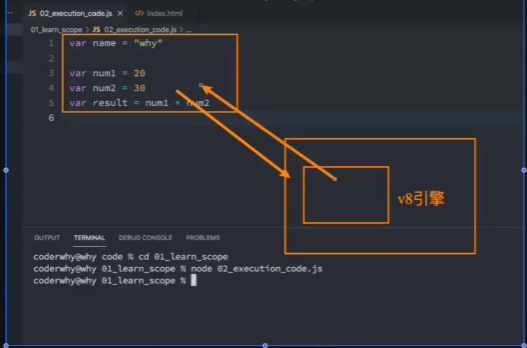 02_execution_code.js × index.html
01_learn_scope > 02_execution_code.js > ...
1 var name = "why"
2
3 var num1 = 20
4 var num2 = 30
5 var result = num1 + num2
6
v8引擎
OUTPUT TERMINAL DEBUG CONSOLE PROBLEMS
coderwhy@why code % cd 01_learn_scope
coderwhy@why 01_learn_scope % node 02_execution_code.js
coderwhy@why 01_learn_scope %